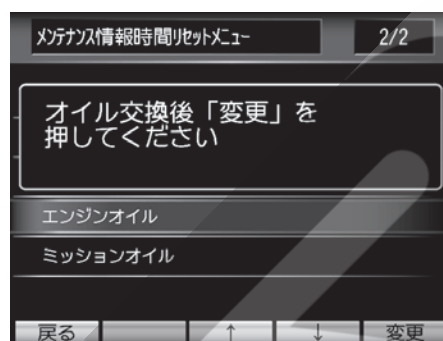 ﾒﾝﾃﾅﾝｽ情報時間ﾘｾｯﾄﾒﾆｭｰ
2/2
オイル交換後「変更」を
押してください
エンジンオイル
ミッションオイル
戻る
↑
↓
変更